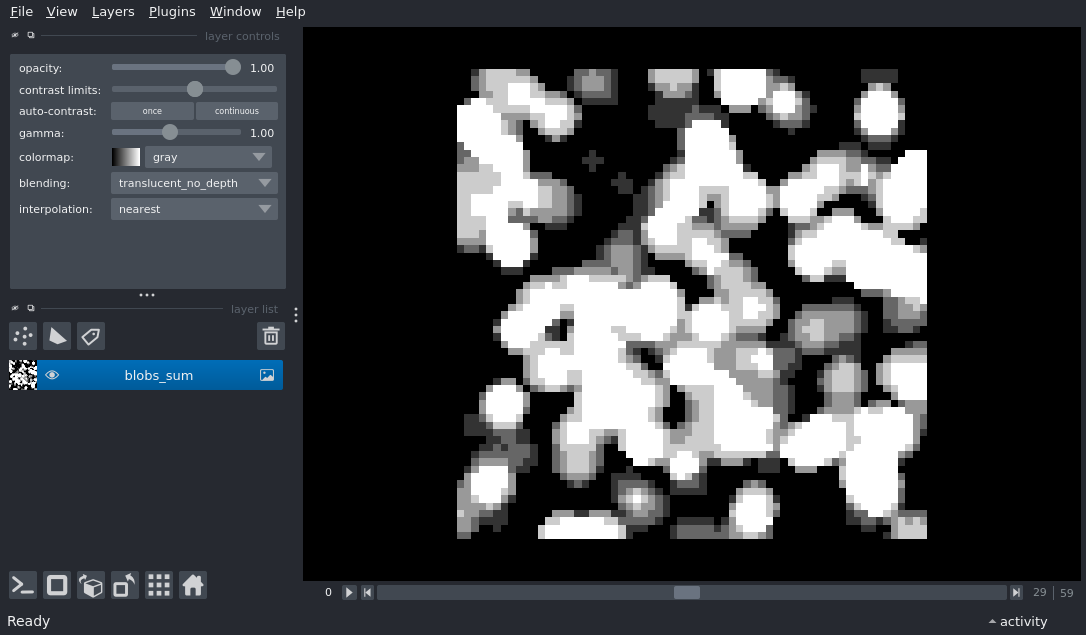 File View Layers Plugins Window Help
layer controls
opacity: 1.00
contrast limits:
auto-contrast: once continuous
gamma: 1.00
colormap: gray
blending: translucent_no_depth
interpolation: nearest
layer list
blobs_sum
0 29 59
Ready activity